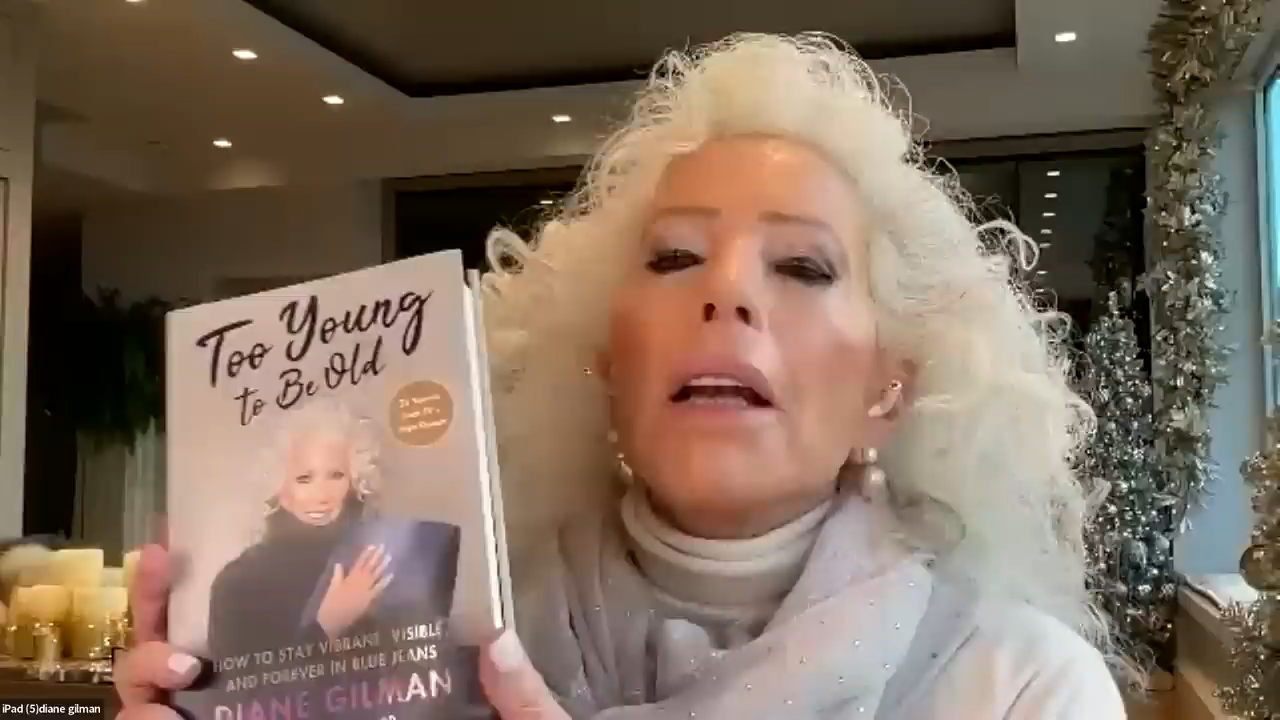 Too Young
to Be Old
HOW TO STAY VIBRANT, VISIBLE,
AND FOREVER IN BLUE JEANS
DIANE GILMAN
iPad (5)diane gilman